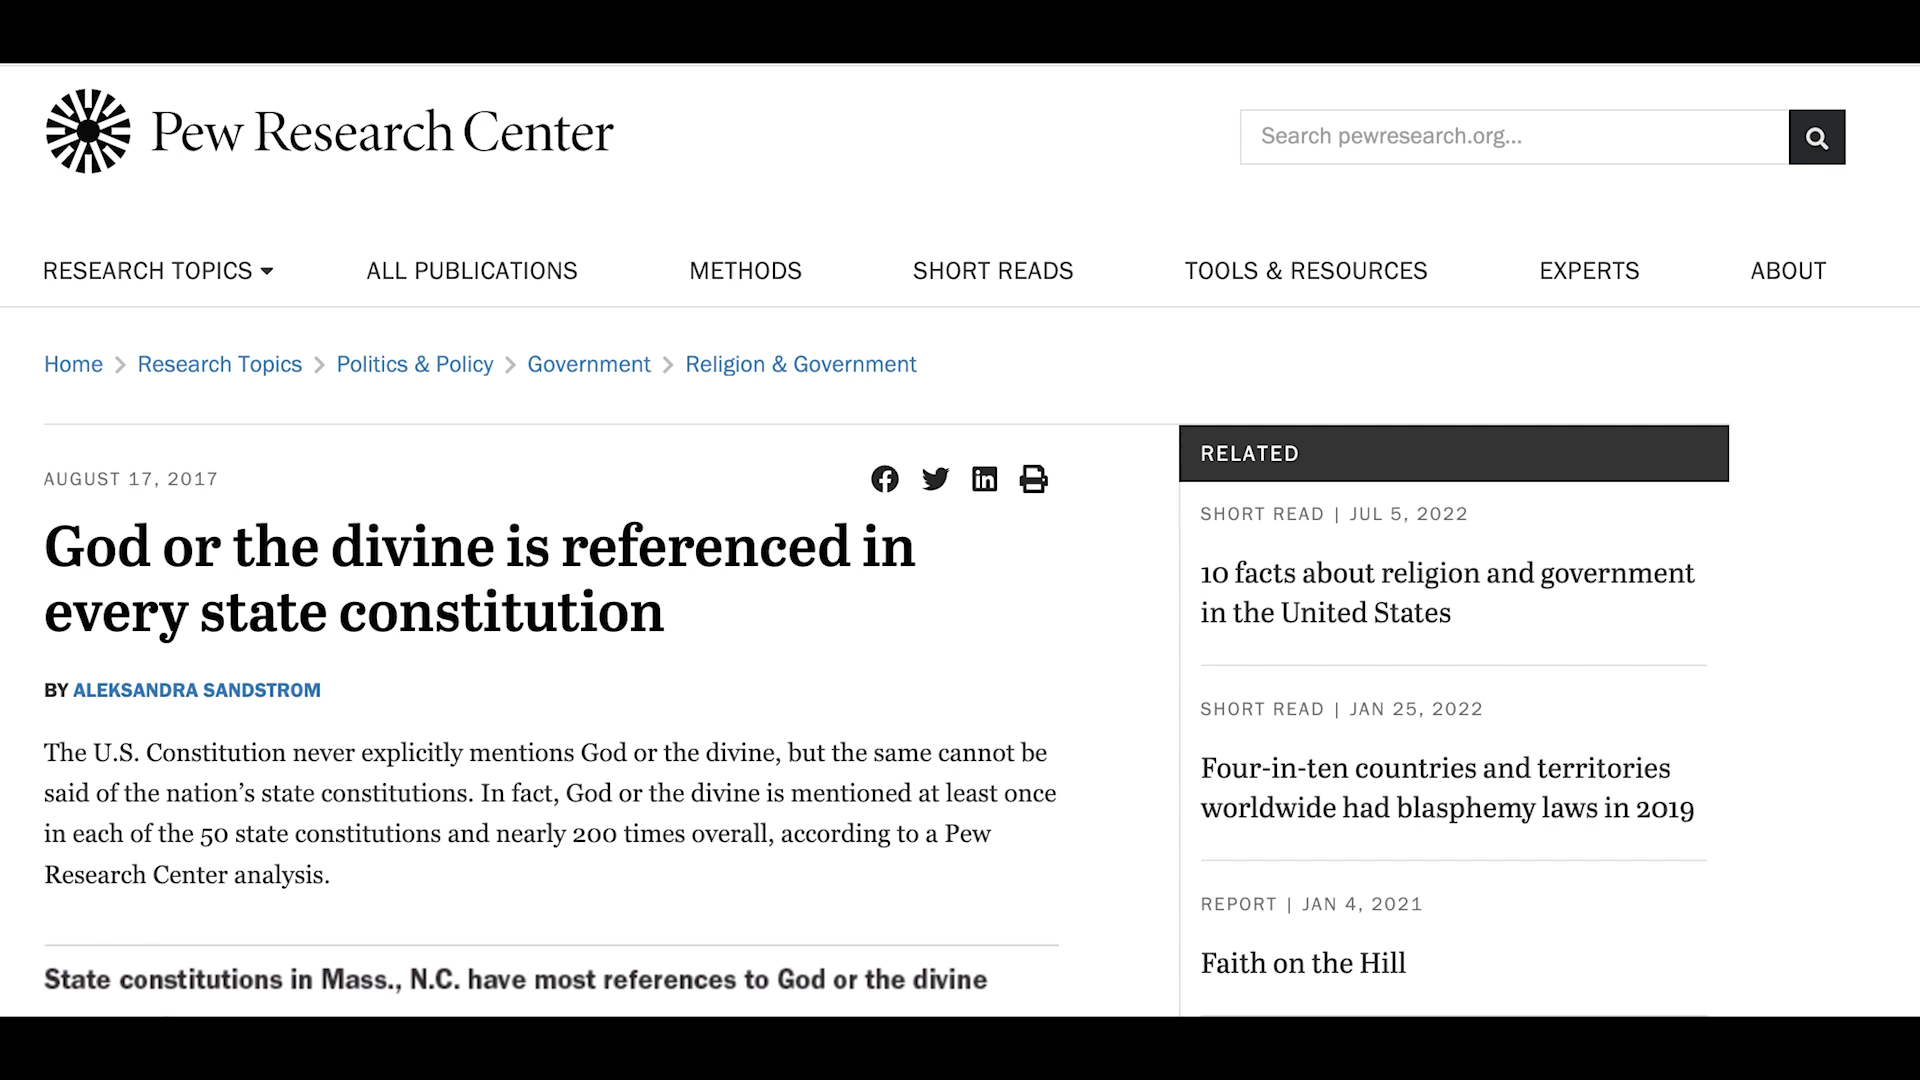 Pew Research Center
Search pewresearch.org...
RESEARCH TOPICS
ALL PUBLICATIONS
METHODS
SHORT READS
TOOLS & RESOURCES
EXPERTS
ABOUT
Home > Research Topics > Politics & Policy > Government > Religion & Government
AUGUST 17, 2017
God or the divine is referenced in
every state constitution
BY ALEKSANDRA SANDSTROM
The U.S. Constitution never explicitly mentions God or the divine, but the same cannot be
said of the nation’s state constitutions. In fact, God or the divine is mentioned at least once
in each of the 50 state constitutions and nearly 200 times overall, according to a Pew
Research Center analysis.
State constitutions in Mass., N.C. have most references to God or the divine
RELATED
SHORT READ | JUL 5, 2022
10 facts about religion and government
in the United States
SHORT READ | JAN 25, 2022
Four-in-ten countries and territories
worldwide had blasphemy laws in 2019
REPORT | JAN 4, 2021
Faith on the Hill